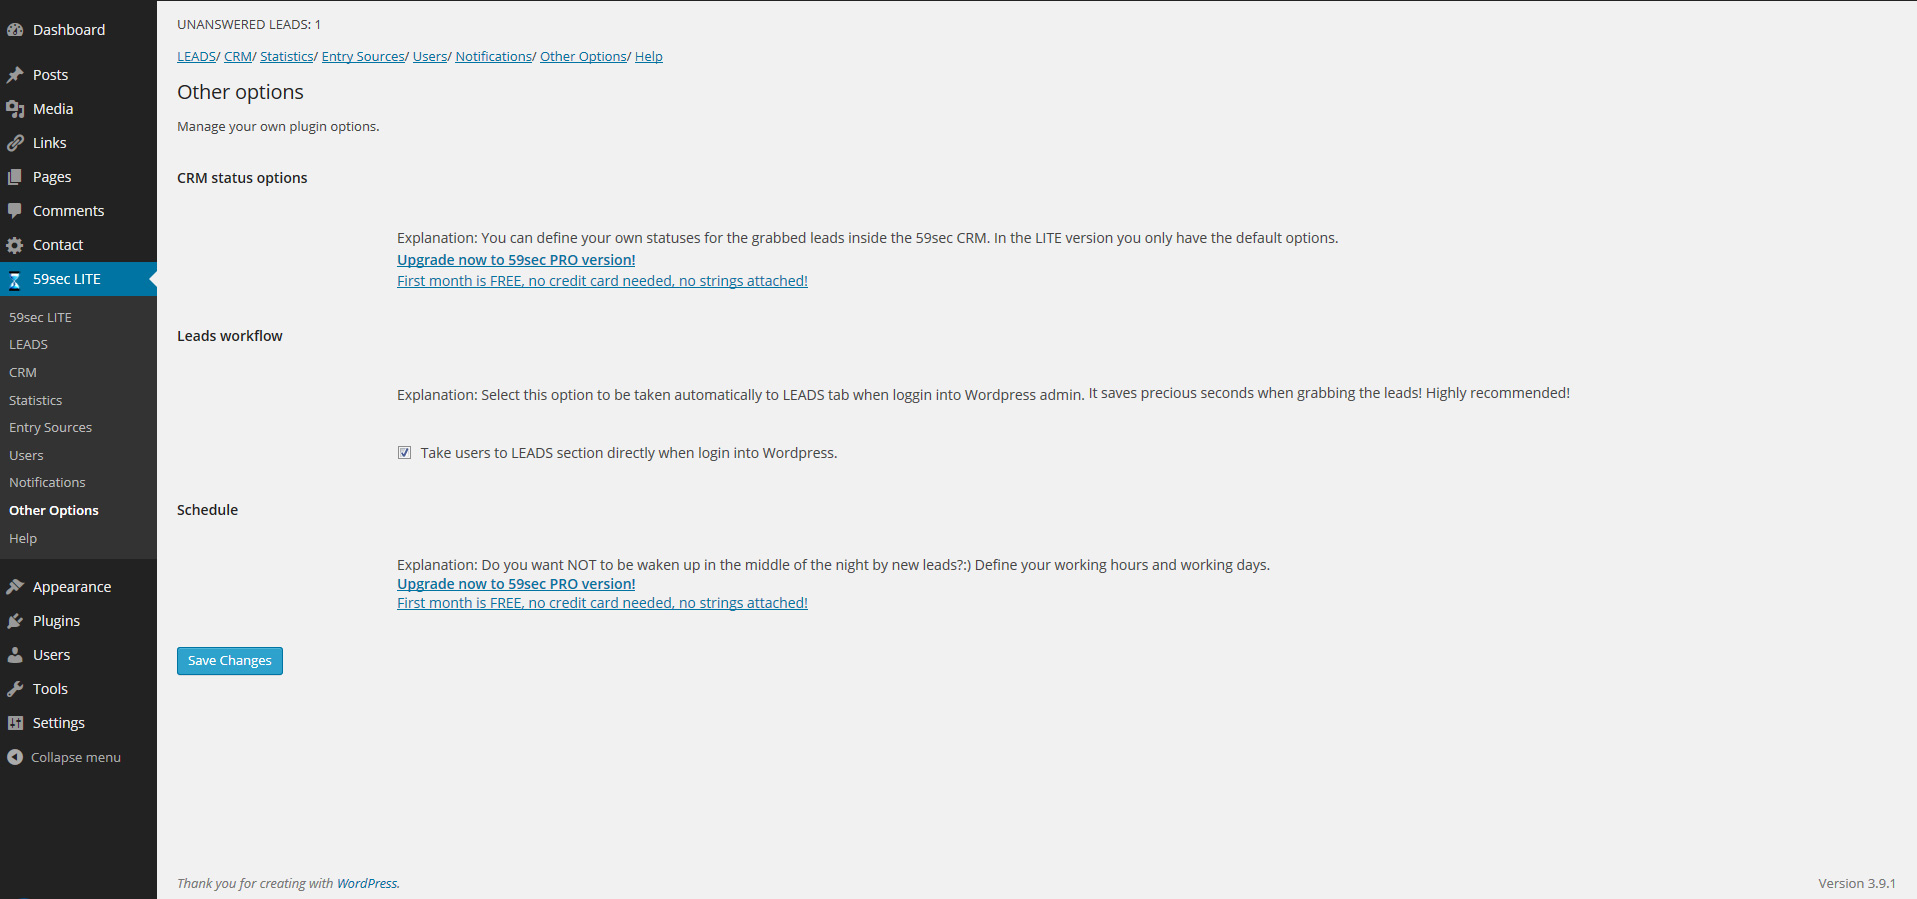 Dashboard
Posts
Media
Links
Pages
Comments
Contact
59sec LITE
59sec LITE
LEADS
CRM
Statistics
Entry Sources
Users
Notifications
Other Options
Help
Appearance
Plugins
Users
Tools
Settings
Collapse menu
UNANSWERED LEADS: 1
LEADS/ CRM/ Statistics/ Entry Sources/ Users/ Notifications/ Other Options/ Help
Other options
Manage your own plugin options.
CRM status options
Explanation: You can define your own statuses for the grabbed leads inside the 59sec CRM. In the LITE version you only have the default options.
Upgrade now to 59sec PRO version!
First month is FREE, no credit card needed, no strings attached!
Leads workflow
Explanation: Select this option to be taken automatically to LEADS tab when loggin into Wordpress admin. It saves precious seconds when grabbing the leads! Highly recommended!
Take users to LEADS section directly when login into Wordpress.
Schedule
Explanation: Do you want NOT to be waken up in the middle of the night by new leads?:) Define your working hours and working days.
Upgrade now to 59sec PRO version!
First month is FREE, no credit card needed, no strings attached!
Save Changes
Thank you for creating with WordPress.
Version 3.9.1